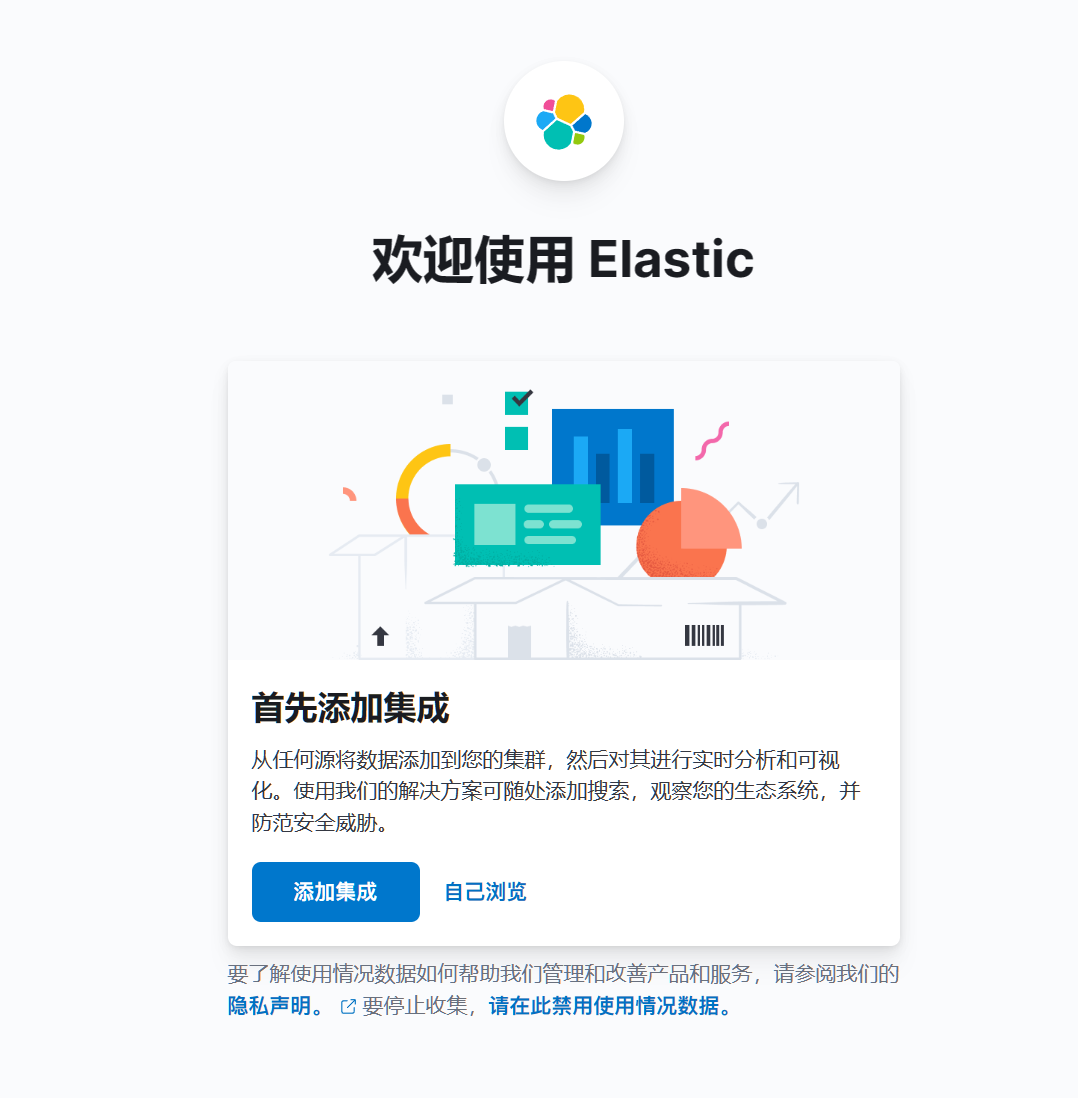 欢迎使用 Elastic
首先添加集成
从任何源将数据添加到您的集群，然后对其进行实时分析和可视
化。使用我们的解决方案可随处添加搜索，观察您的生态系统，并
防范安全威胁。
添加集成 自己浏览
要了解使用情况数据如何帮助我们管理和改善产品和服务，请参阅我们的
隐私声明。 要停止收集，请在此禁用使用情况数据。